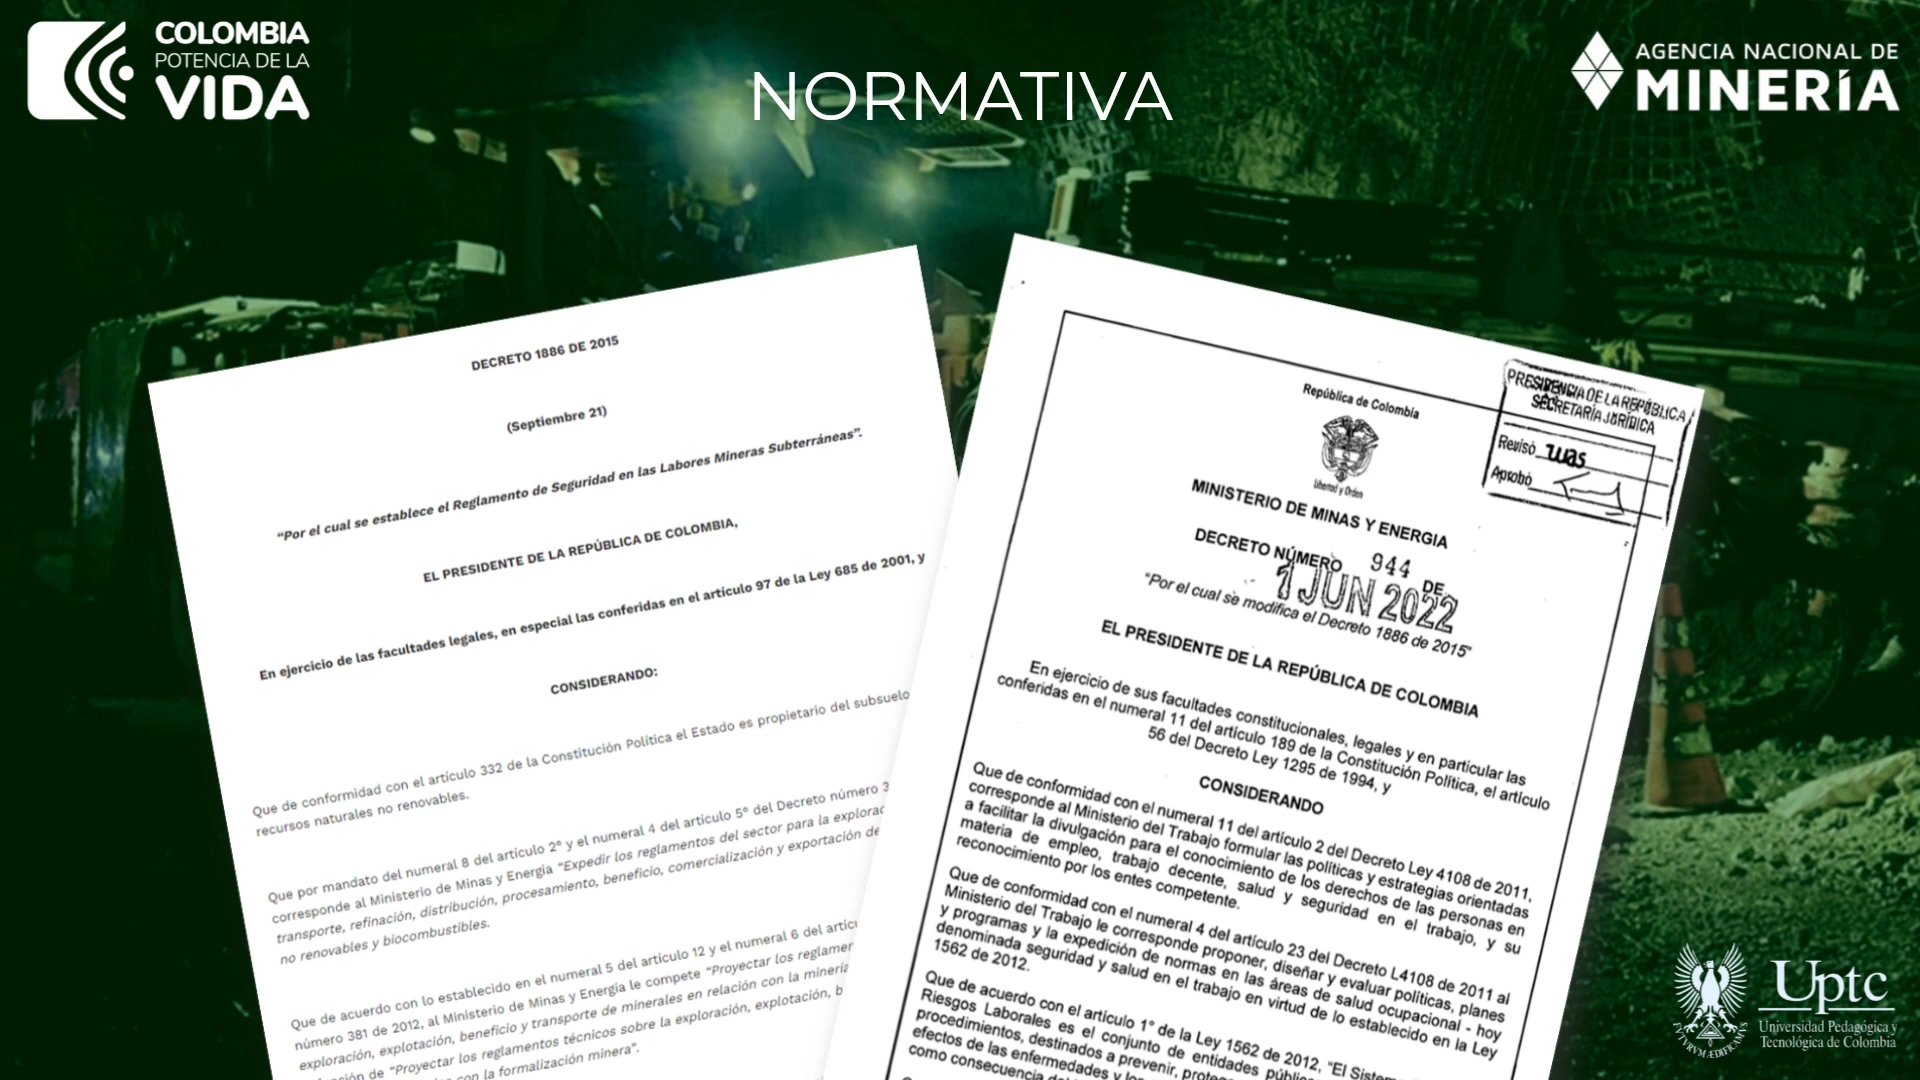 COLOMBIA
POTENCIA DE LA
VIDA
NORMATIVA
AGENCIA NACIONAL DE
MINERÍA
DECRETO 1886 DE 2015
(Septiembre 21)
“Por el cual se establece el Reglamento de Seguridad en las Labores Mineras Subterráneas”.
EL PRESIDENTE DE LA REPÚBLICA DE COLOMBIA,
En ejercicio de las facultades legales, en especial las conferidas en el artículo 97 de la Ley 685 de 2001, y
CONSIDERANDO:
Que de conformidad con el artículo 332 de la Constitución Política el Estado es propietario del subsuelo
recursos naturales no renovables.
Que por mandato del numeral 8 del artículo 2° y el numeral 4 del artículo 5° del Decreto número 3
corresponde al Ministerio de Minas y Energía “Expedir los reglamentos del sector para la explorac
transporte, refinación, distribución, procesamiento, beneficio, comercialización y exportación de
no renovables y biocombustibles.
Que de acuerdo con lo establecido en el numeral 5 del artículo 12 y el numeral 6 del artícu
número 381 de 2012, al Ministerio de Minas y Energía le compete “Proyectar los reglamen
exploración, explotación, beneficio y transporte de minerales en relación con la minería
de “Proyectar los reglamentos técnicos sobre la exploración, explotación, b
con la formalización minera”.
PRESIDENCIA DE LA REPÚBLICA
SECRETARÍA JURÍDICA
Revisó
Aprobó
República de Colombia
Libertad y Orden
MINISTERIO DE MINAS Y ENERGIA
DECRETO NÚMERO 944 DE
1 JUN 2022
"Por el cual se modifica el Decreto 1886 de 2015"
EL PRESIDENTE DE LA REPÚBLICA DE COLOMBIA
En ejercicio de sus facultades constitucionales, legales y en particular las
conferidas en el numeral 11 del artículo 189 de la Constitución Política, el artículo
56 del Decreto Ley 1295 de 1994, y
CONSIDERANDO
Que de conformidad con el numeral 11 del artículo 2 del Decreto Ley 4108 de 2011,
corresponde al Ministerio del Trabajo formular las políticas y estrategias orientadas
a facilitar la divulgación para el conocimiento de los derechos de las personas en
materia de empleo, trabajo decente, salud y seguridad en el trabajo, y su
reconocimiento por los entes competente.
Que de conformidad con el numeral 4 del artículo 23 del Decreto L4108 de 2011 al
Ministerio del Trabajo le corresponde proponer, diseñar y evaluar políticas, planes
y programas y la expedición de normas en las áreas de salud ocupacional - hoy
denominada seguridad y salud en el trabajo en virtud de lo establecido en la Ley
1562 de 2012.
Que de acuerdo con el artículo 1° de la Ley 1562 de 2012, "El Sistem
Riesgos Laborales es el conjunto de entidades públic
procedimientos, destinados a prevenir, proteg
efectos de las enfermedades y los
como consecuencia del
Uptc
Universidad Pedagógica y
Tecnológica de Colombia